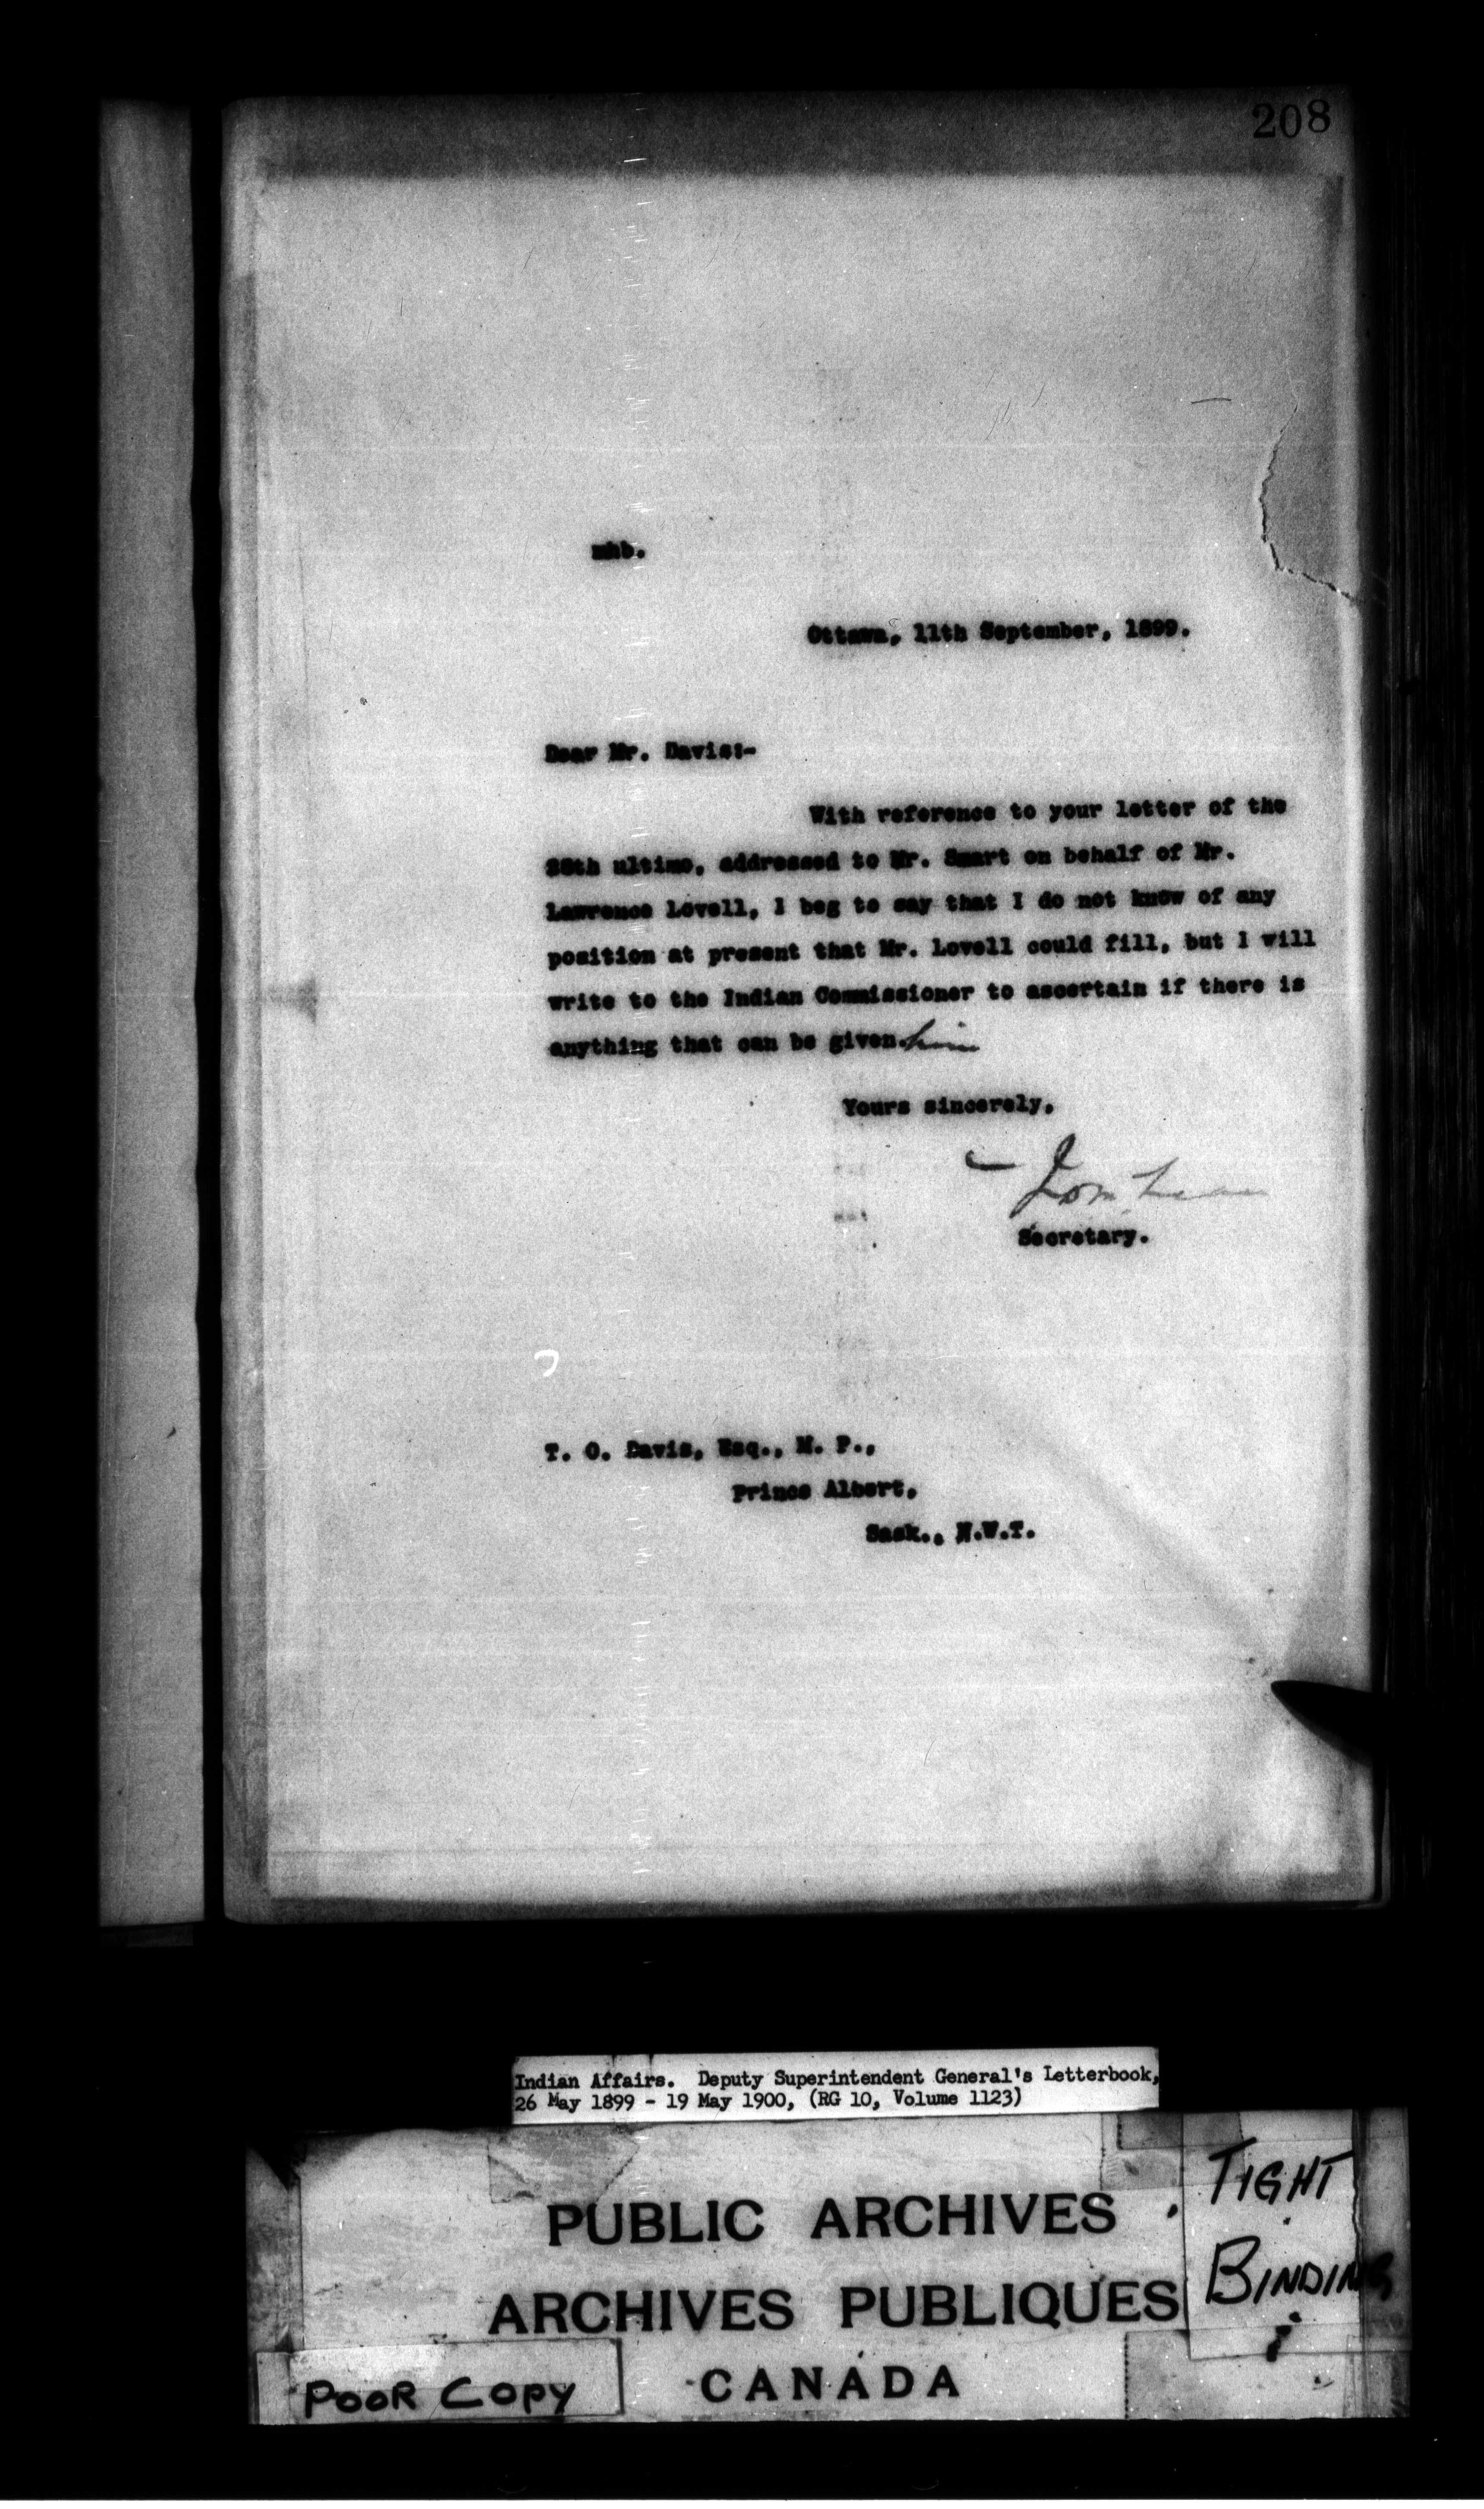 208
mhb.
Ottawa, 11th September, 1899.
Dear Mr. Davis:-
With reference to your letter of the
ultimo, addressed to Mr. Smart on behalf of Mr.
Lawrence Lovell, I beg to say that I do not know of any
position at present that Mr. Lovell could fill, but I will
write to the Indian Commissioner to ascertain if there is
anything that can be given him
Yours sincerely,
Secretary.
T. O. Davis, Esq., M. P.,
Prince Albert,
Sask., N.W.T.
Indian Affairs. Deputy Superintendent General's Letterbook,
26 May 1899 - 19 May 1900, (RG 10, Volume 1123)
PUBLIC ARCHIVES
ARCHIVES PUBLIQUES
CANADA
TIGHT
BINDING
POOR COPY